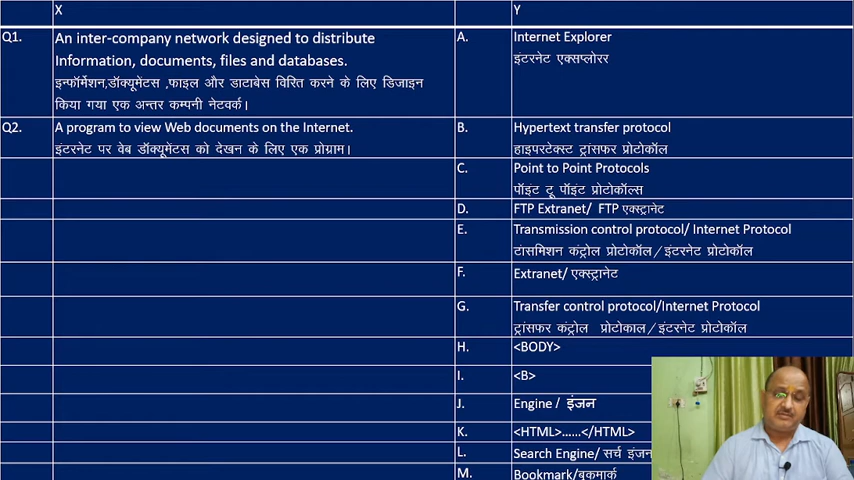 X Y
Q1. An inter-company network designed to distribute
Information, documents, files and databases.
इन्फॉर्मेशन,डॉक्यूमेंटस ,फाइल और डाटाबेस विरित करने के लिए डिजाइन
किया गया एक अन्तर कम्पनी नेटवर्क।
A. Internet Explorer
इंटरनेट एक्सप्लोरर
Q2. A program to view Web documents on the Internet.
इंटरनेट पर वेब डॉक्यूमेंटस को देखन के लिए एक प्रोग्राम।
B. Hypertext transfer protocol
हाइपरटेक्स्ट ट्रांसफर प्रोटोकॉल
C. Point to Point Protocols
पॉइंट टू पॉइंट प्रोटोकॉल्स
D. FTP Extranet/ FTP एक्स्ट्रानेट
E. Transmission control protocol/ Internet Protocol
टांसमिशन कंट्रोल प्रोटोकॉल/इंटरनेट प्रोटोकॉल
F. Extranet/ एक्स्ट्रानेट
G. Transfer control protocol/Internet Protocol
ट्रांसफर कंट्रोल प्रोटोकाल/इंटरनेट प्रोटोकॉल
H. <BODY>
I. <B>
J. Engine / इंजन
K. <HTML>......</HTML>
L. Search Engine/ सर्च इंजन
M. Bookmark/बुकमार्क